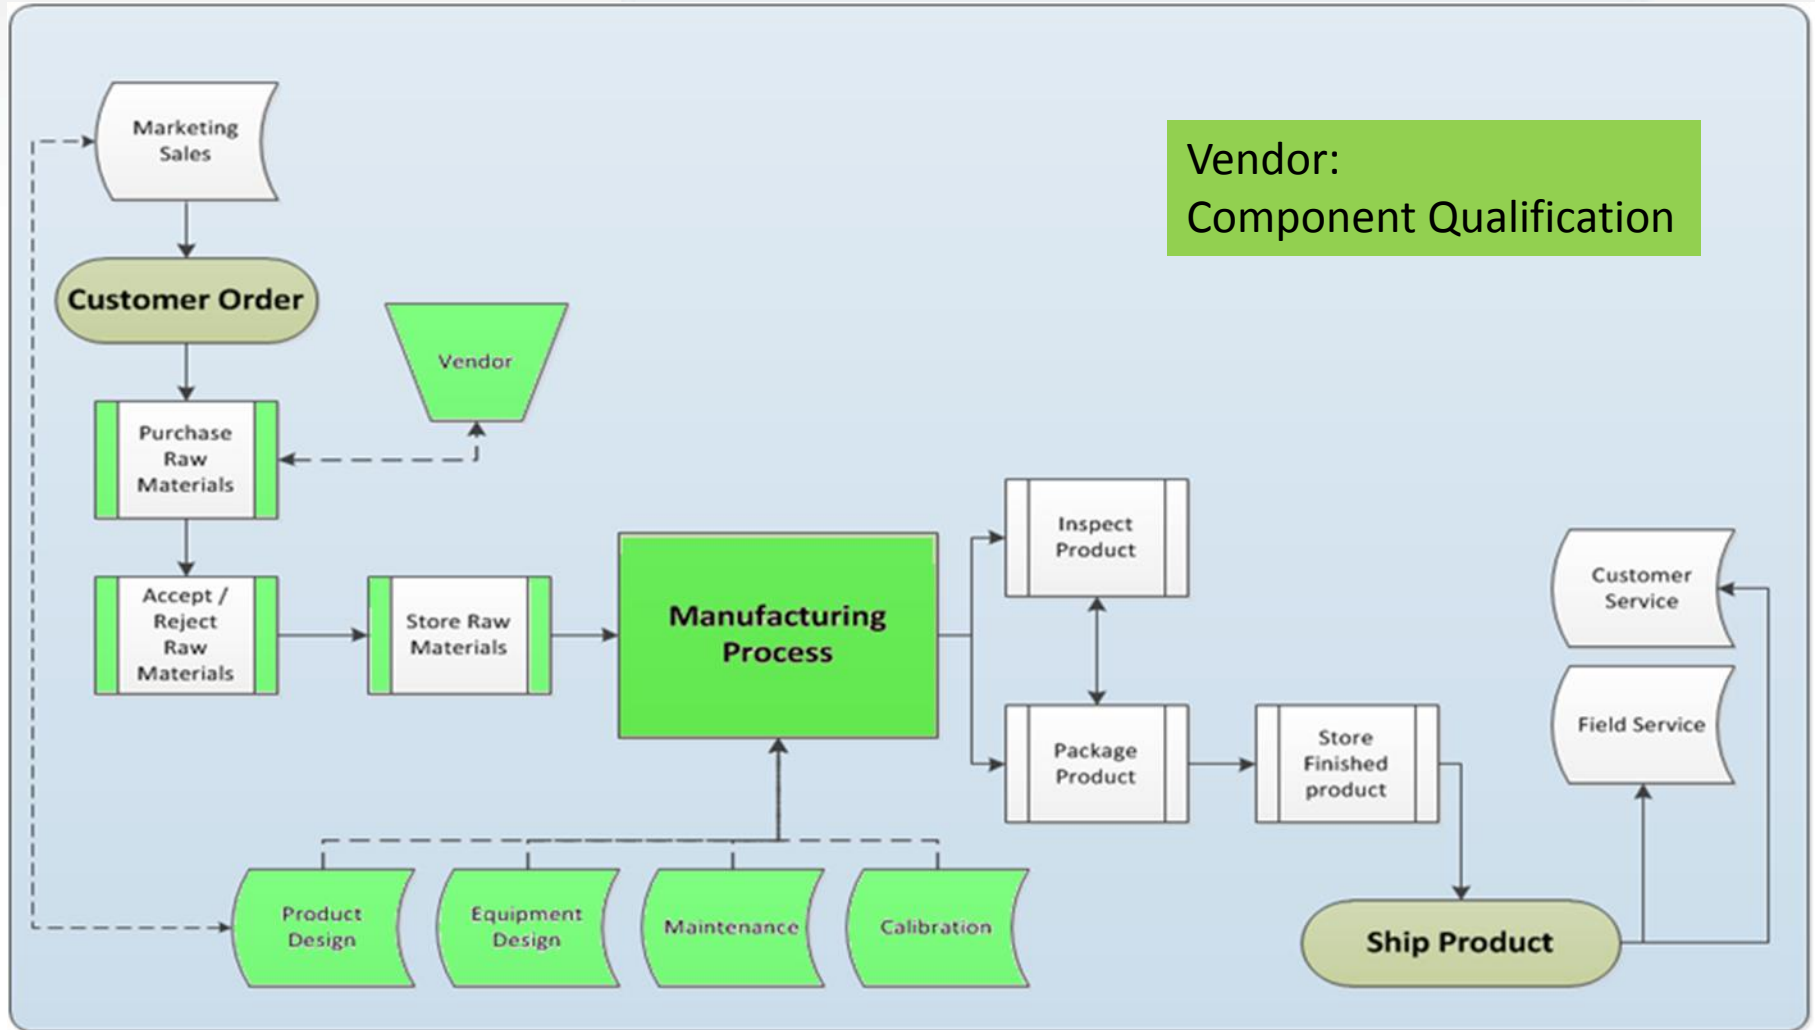 Marketing
Sales
Vendor:
Component Qualification
Customer Order
Vendor
Purchase
Raw
Materials
Accept /
Reject
Raw
Materials
Store Raw
Materials
Manufacturing
Process
Inspect
Product
Package
Product
Store
Finished
product
Customer
Service
Field Service
Product
Design
Equipment
Design
Maintenance
Calibration
Ship Product